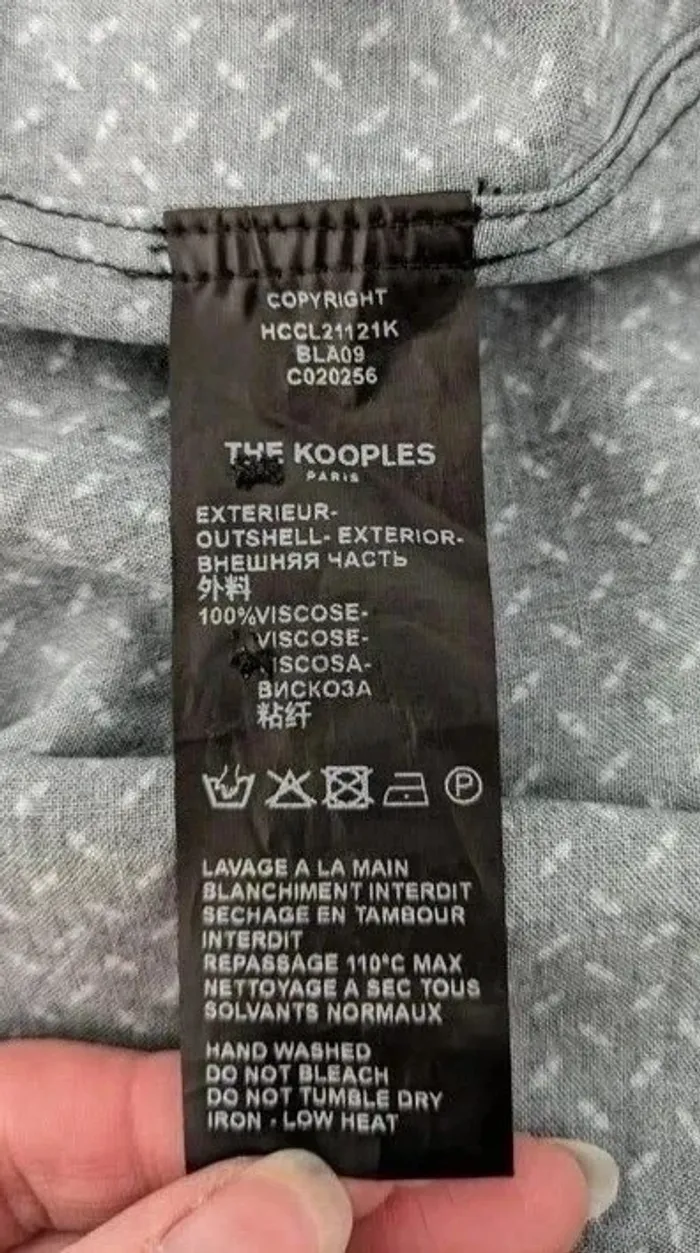 COPYRIGHT
HCCL21121K
BLA09
C020256
THE KOOPLES
PARIS
EXTERIEUR-
OUTSHELL- EXTERIOR-
ВНЕШНЯЯ ЧАСТЬ
外料
100%VISCOSE-
VISCOSE-
VISCOSA-
ВИСКОЗА
粘纤
P
LAVAGE A LA MAIN
BLANCHIMENT INTERDIT
SECHAGE EN TAMBOUR
INTERDIT
REPASSAGE 110°C MAX
NETTOYAGE A SEC TOUS
SOLVANTS NORMAUX
HAND WASHED
DO NOT BLEACH
DO NOT TUMBLE DRY
IRON - LOW HEAT